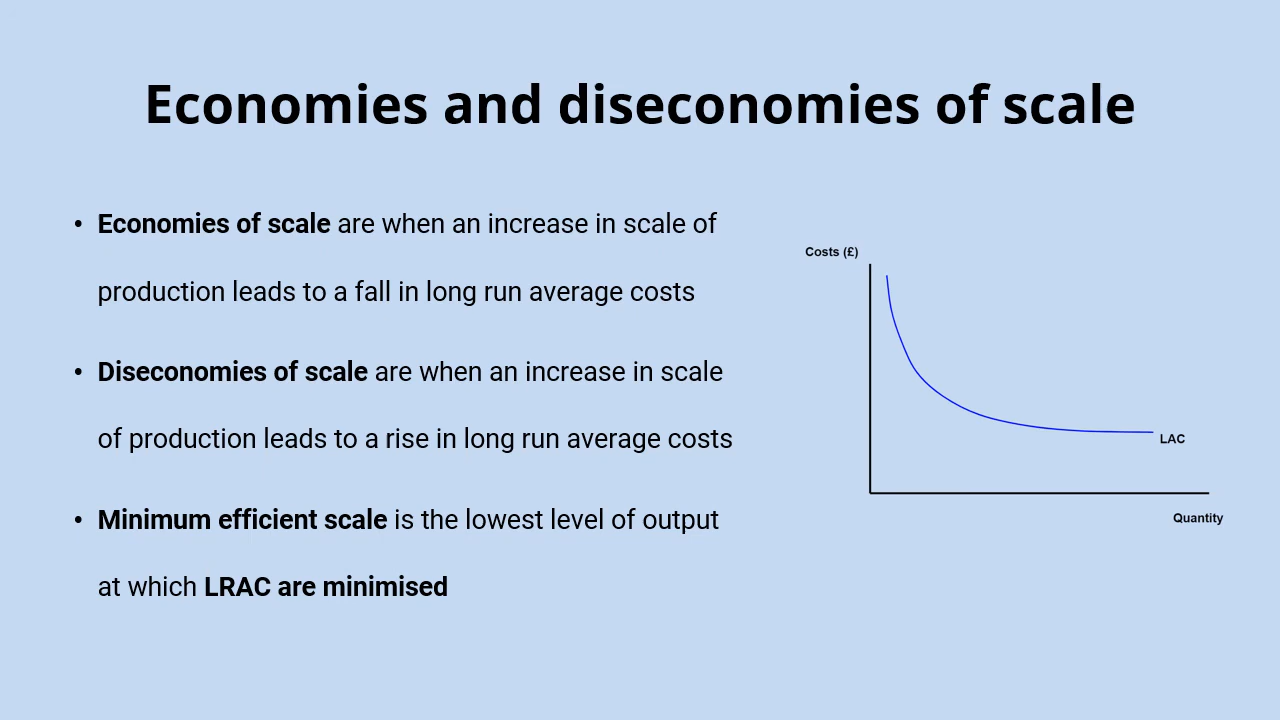 Economies and diseconomies of scale
• Economies of scale are when an increase in scale of
production leads to a fall in long run average costs
• Diseconomies of scale are when an increase in scale
of production leads to a rise in long run average costs
• Minimum efficient scale is the lowest level of output
at which LRAC are minimised
Costs (£)
LAC
Quantity